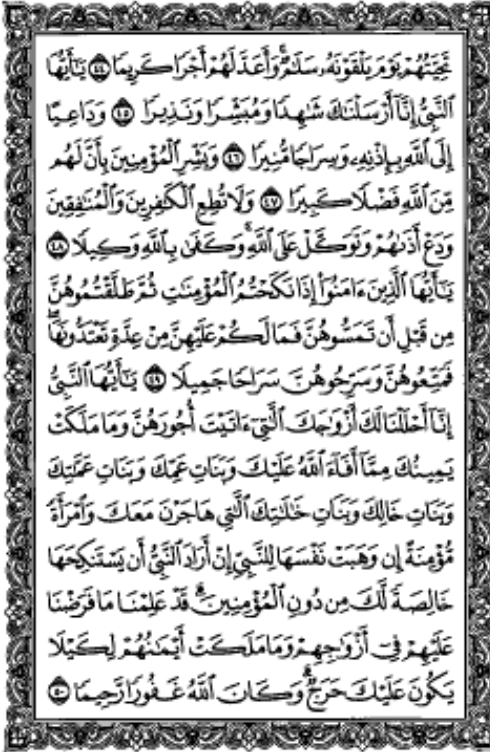 تَحِيَّتُهُمْ يَوْمَ يَلْقَوْنَهُۥ سَلَٰمٌۚ وَأَعَدَّ لَهُمْ أَجْرًا كَرِيمًا ٤٤ يَٰٓأَيُّهَا
ٱلنَّبِىُّ إِنَّآ أَرْسَلْنَٰكَ شَٰهِدًا وَمُبَشِّرًا وَنَذِيرًا ٤٥ وَدَاعِيًا
إِلَى ٱللَّهِ بِإِذْنِهِۦ وَسِرَاجًا مُّنِيرًا ٤٦ وَبَشِّرِ ٱلْمُؤْمِنِينَ بِأَنَّ لَهُم
مِّنَ ٱللَّهِ فَضْلًا كَبِيرًا ٤٧ وَلَا تُطِعِ ٱلْكَٰفِرِينَ وَٱلْمُنَٰفِقِينَ
وَدَعْ أَذَىٰهُمْ وَتَوَكَّلْ عَلَى ٱللَّهِۚ وَكَفَىٰ بِٱللَّهِ وَكِيلًا ٤٨
يَٰٓأَيُّهَا ٱلَّذِينَ ءَامَنُوٓا۟ إِذَا نَكَحْتُمُ ٱلْمُؤْمِنَٰتِ ثُمَّ طَلَّقْتُمُوهُنَّ
مِن قَبْلِ أَن تَمَسُّوهُنَّ فَمَا لَكُمْ عَلَيْهِنَّ مِنْ عِدَّةٍ تَعْتَدُّونَهَاۖ
فَمَتِّعُوهُنَّ وَسَرِّحُوهُنَّ سَرَاحًا جَمِيلًا ٤٩ يَٰٓأَيُّهَا ٱلنَّبِىُّ
إِنَّآ أَحْلَلْنَا لَكَ أَزْوَٰجَكَ ٱلَّٰتِىٓ ءَاتَيْتَ أُجُورَهُنَّ وَمَا مَلَكَتْ
يَمِينُكَ مِمَّآ أَفَآءَ ٱللَّهُ عَلَيْكَ وَبَنَاتِ عَمِّكَ وَبَنَاتِ عَمَّٰتِكَ
وَبَنَاتِ خَالِكَ وَبَنَاتِ خَٰلَٰتِكَ ٱلَّٰتِى هَاجَرْنَ مَعَكَ وَٱمْرَأَةً
مُّؤْمِنَةً إِن وَهَبَتْ نَفْسَهَا لِلنَّبِىِّ إِنْ أَرَادَ ٱلنَّبِىُّ أَن يَسْتَنكِحَهَا
خَالِصَةً لَّكَ مِن دُونِ ٱلْمُؤْمِنِينَۗ قَدْ عَلِمْنَا مَا فَرَضْنَا
عَلَيْهِمْ فِىٓ أَزْوَٰجِهِمْ وَمَا مَلَكَتْ أَيْمَٰنُهُمْ لِكَيْلَا
يَكُونَ عَلَيْكَ حَرَجٌۗ وَكَانَ ٱللَّهُ غَفُورًا رَّحِيمًا ٥٠